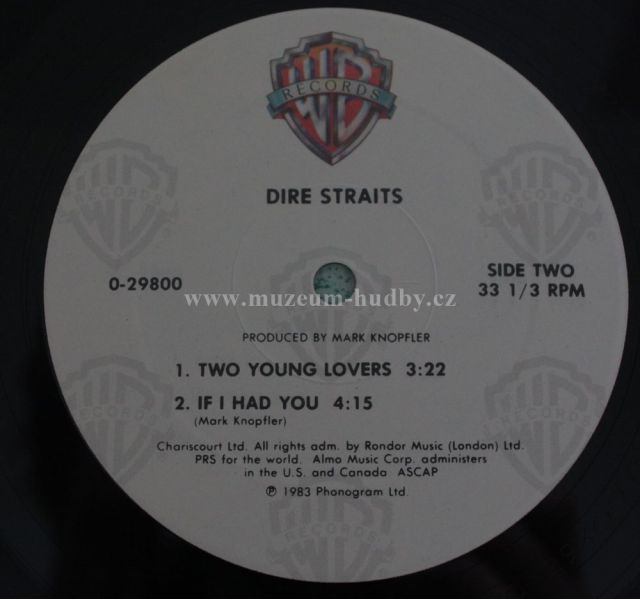 WB
RECORDS
DIRE STRAITS
0-29800
SIDE TWO
33 1/3 RPM
www.muzeum-hudby.cz
PRODUCED BY MARK KNOPFLER
1. TWO YOUNG LOVERS 3:22
2. IF I HAD YOU 4:15
(Mark Knopfler)
Chariscourt Ltd. All rights adm. by Rondor Music (London) Ltd.
PRS for the world. Almo Music Corp. administers
in the U.S. and Canada ASCAP
℗ 1983 Phonogram Ltd.